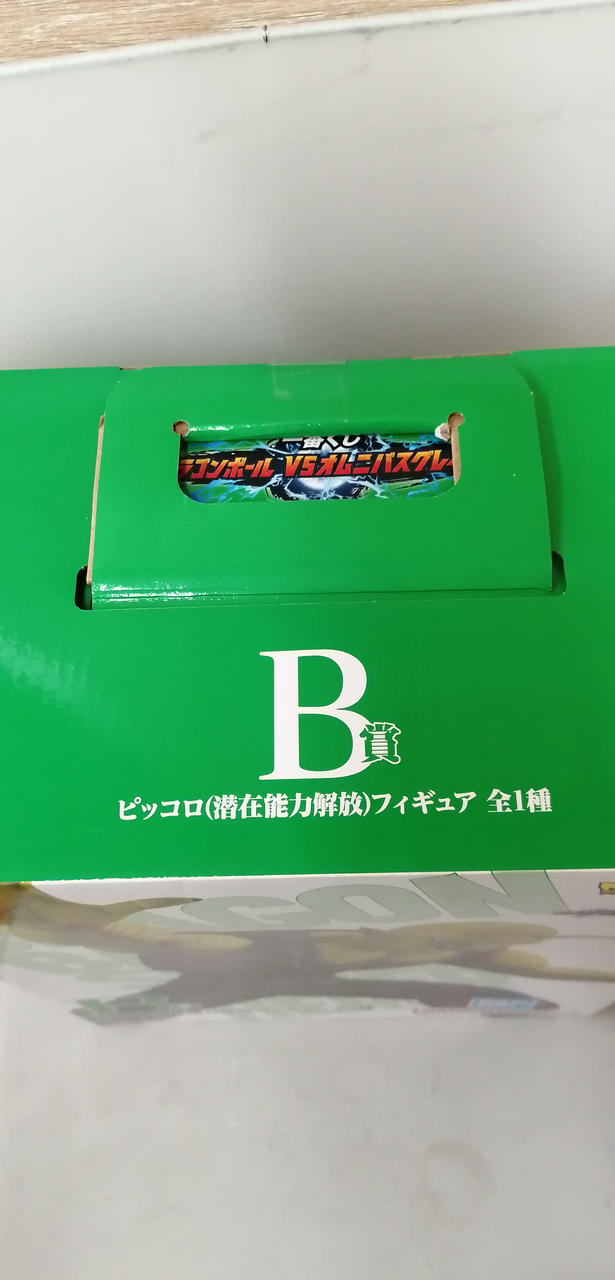 一番くじ
ラゴンボール VSオムニバスグレ
B賞
ピッコロ(潜在能力解放)フィギュア 全1種